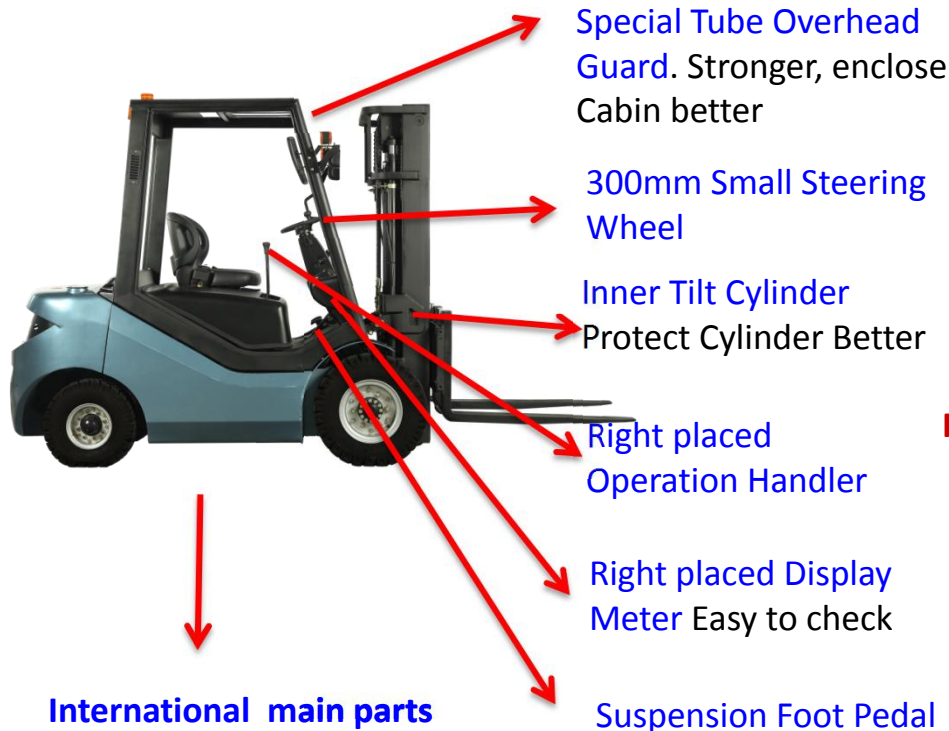 Special Tube Overhead
Guard. Stronger, enclose
Cabin better
300mm Small Steering
Wheel
Inner Tilt Cylinder
Protect Cylinder Better
Right placed
Operation Handler
Right placed Display
Meter Easy to check
International main parts
Suspension Foot Pedal